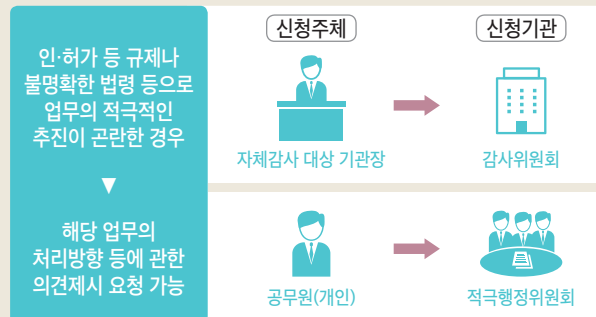 인·허가 등 규제나
불명확한 법령 등으로
업무의 적극적인
추진이 곤란한 경우
▼
해당 업무의
처리방향 등에 관한
의견제시 요청 가능
신청주체
신청기관
자체감사 대상 기관장
감사위원회
공무원(개인)
적극행정위원회